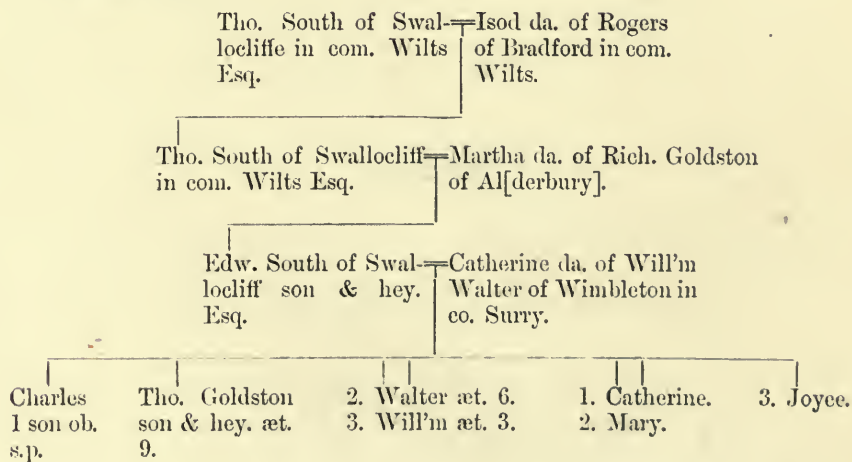 Tho. South of Swal-
locliffe in com. Wilts
Esq.
Isod da. of Rogers
of Bradford in com.
Wilts.
Tho. South of Swallocliff
in com. Wilts Esq.
Martha da. of Rich. Goldston
of Al[derbury].
Edw. South of Swal-
locliff son & hey.
Esq.
Catherine da. of Will'm
Walter of Wimbleton in
co. Surry.
Charles
1 son ob.
s.p.
Tho. Goldston
son & hey. æt.
9.
2. Walter æt. 6.
3. Will'm æt. 3.
1. Catherine.
2. Mary.
3. Joyce.